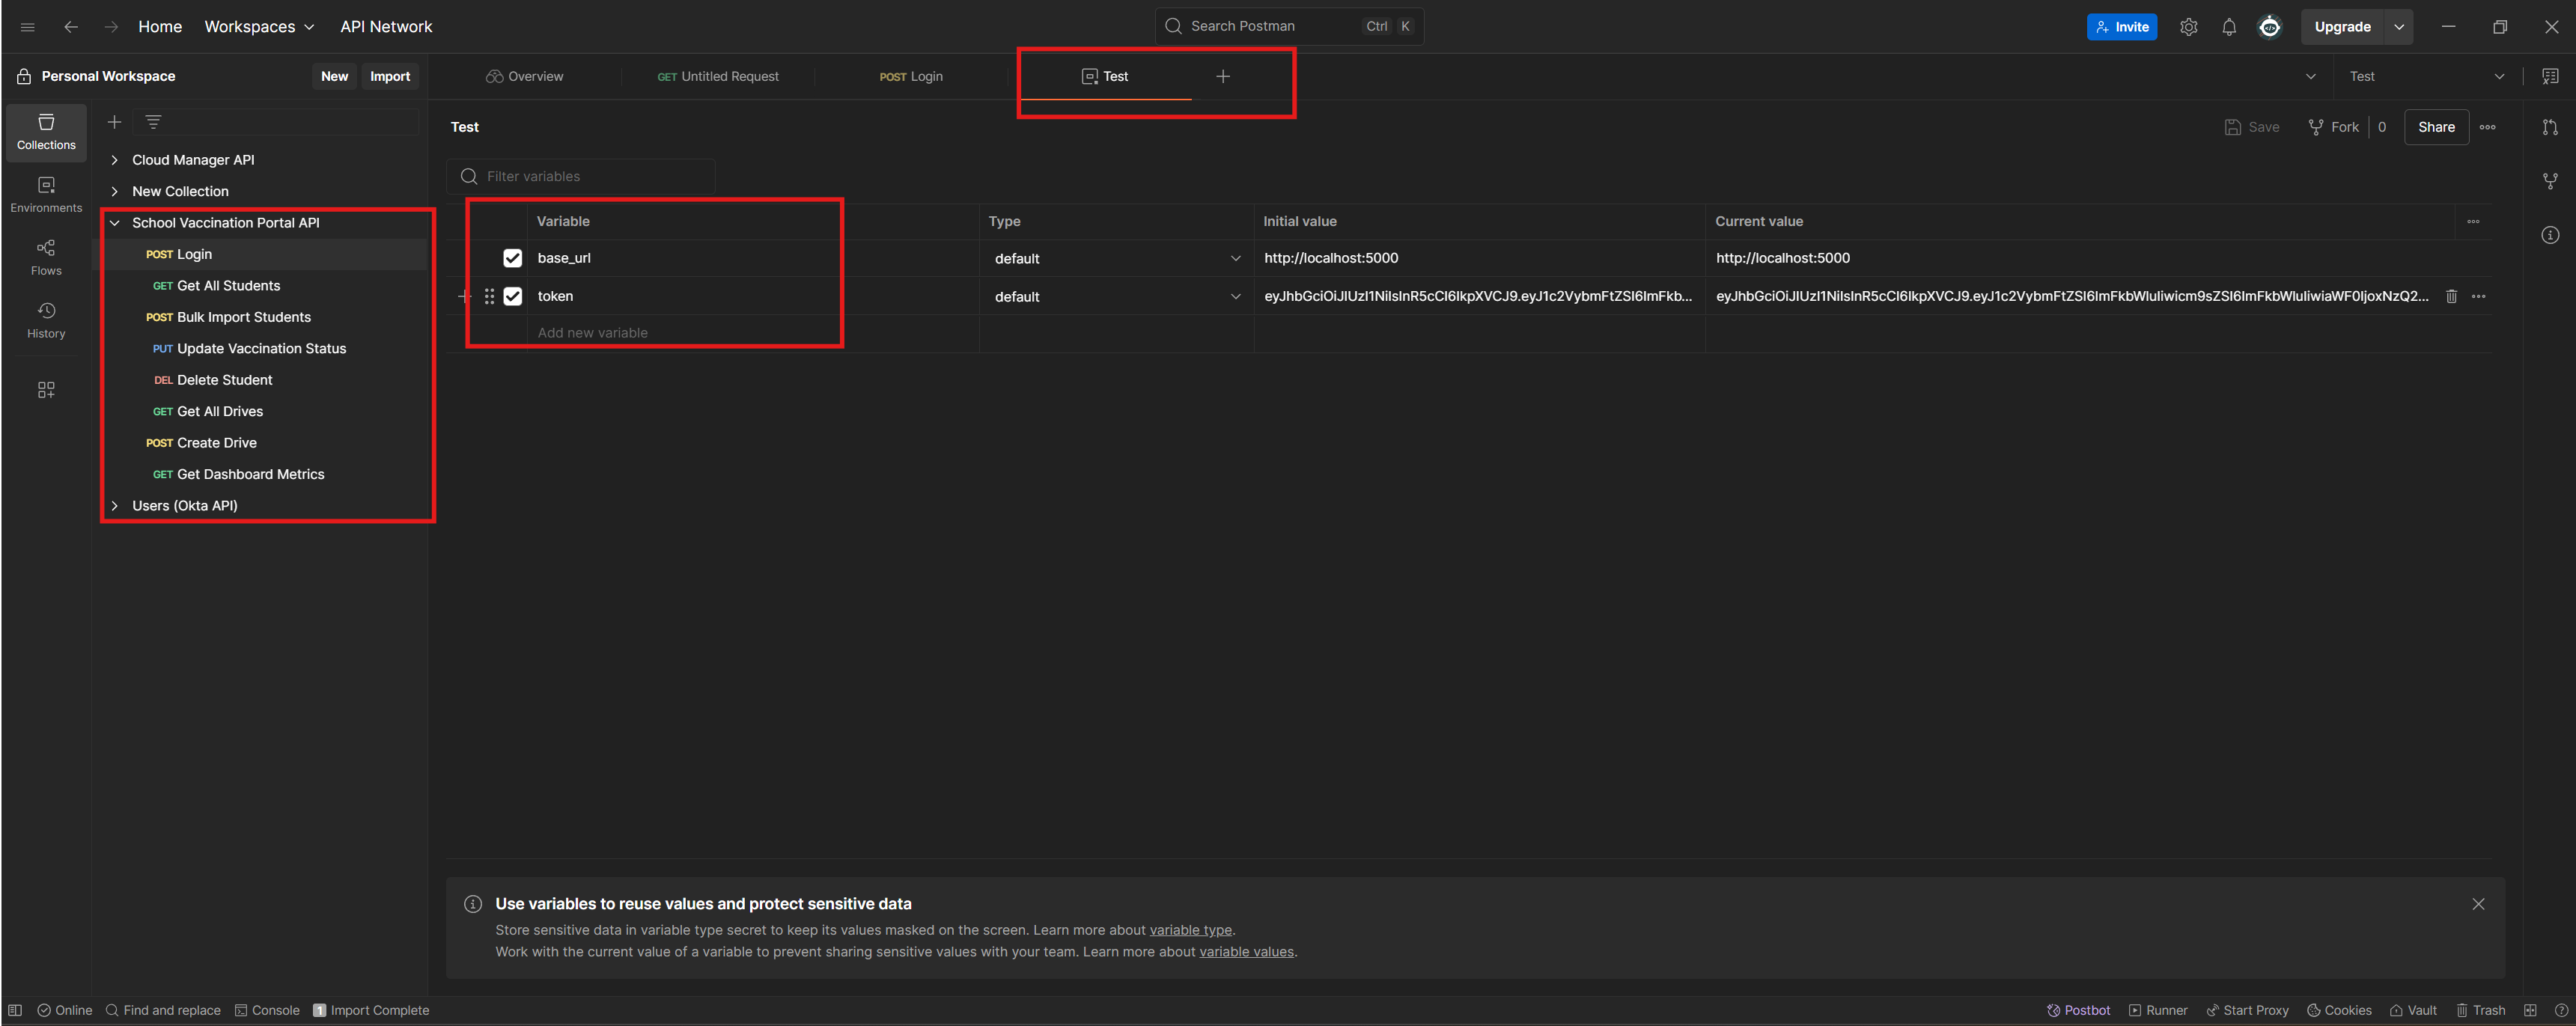 Home Workspaces API Network
Search Postman Ctrl K
Invite
Upgrade
Personal Workspace New Import
Overview GET Untitled Request POST Login Test
Test
Collections
Environments
Flows
History
Cloud Manager API
New Collection
School Vaccination Portal API
POST Login
GET Get All Students
POST Bulk Import Students
PUT Update Vaccination Status
DEL Delete Student
GET Get All Drives
POST Create Drive
GET Get Dashboard Metrics
Users (Okta API)
Test
Save Fork 0 Share
Filter variables
Variable Type Initial value Current value
base_url default http://localhost:5000 http://localhost:5000
token default
Add new variable
Use variables to reuse values and protect sensitive data
Store sensitive data in variable type secret to keep its values masked on the screen. Learn more about variable type.
Work with the current value of a variable to prevent sharing sensitive values with your team. Learn more about variable values.
Online Find and replace Console 1 Import Complete
Postbot Runner Start Proxy Cookies Vault Trash